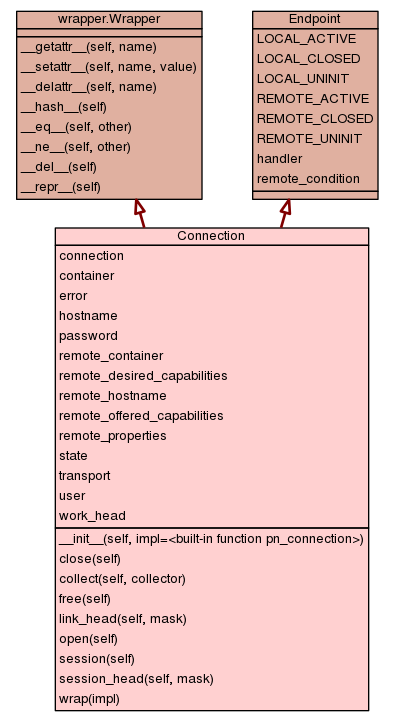 wrapper.Wrapper
__getattr__(self, name)
__setattr__(self, name, value)
__delattr__(self, name)
__hash__(self)
__eq__(self, other)
__ne__(self, other)
__del__(self)
__repr__(self)
Endpoint
LOCAL_ACTIVE
LOCAL_CLOSED
LOCAL_UNINIT
REMOTE_ACTIVE
REMOTE_CLOSED
REMOTE_UNINIT
handler
remote_condition
Connection
connection
container
error
hostname
password
remote_container
remote_desired_capabilities
remote_hostname
remote_offered_capabilities
remote_properties
state
transport
user
work_head
__init__(self, impl=<built-in function pn_connection>)
close(self)
collect(self, collector)
free(self)
link_head(self, mask)
open(self)
session(self)
session_head(self, mask)
wrap(impl)